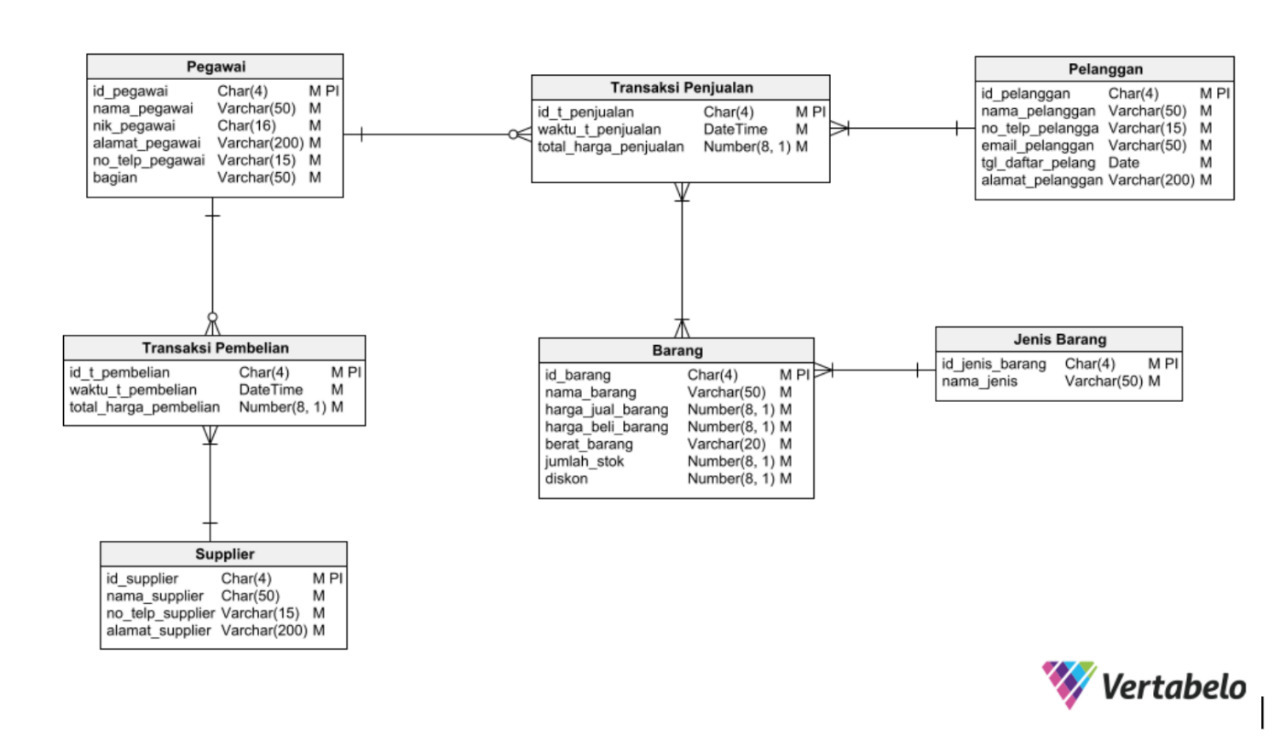 Pegawai
id_pegawai Char(4) M PI
nama_pegawai Varchar(50) M
nik_pegawai Char(16) M
alamat_pegawai Varchar(200) M
no_telp_pegawai Varchar(15) M
bagian Varchar(50) M
Transaksi Penjualan
id_t_penjualan Char(4) M PI
waktu_t_penjualan DateTime M
total_harga_penjualan Number(8, 1) M
Pelanggan
id_pelanggan Char(4) M PI
nama_pelanggan Varchar(50) M
no_telp_pelangga Varchar(15) M
email_pelanggan Varchar(50) M
tgl_daftar_pelang Date M
alamat_pelanggan Varchar(200) M
Transaksi Pembelian
id_t_pembelian Char(4) M PI
waktu_t_pembelian DateTime M
total_harga_pembelian Number(8, 1) M
Barang
id_barang Char(4) M PI
nama_barang Varchar(50) M
harga_jual_barang Number(8, 1) M
harga_beli_barang Number(8, 1) M
berat_barang Varchar(20) M
jumlah_stok Number(8, 1) M
diskon Number(8, 1) M
Jenis Barang
id_jenis_barang Char(4) M PI
nama_jenis Varchar(50) M
Supplier
id_supplier Char(4) M PI
nama_supplier Char(50) M
no_telp_supplier Varchar(15) M
alamat_supplier Varchar(200) M
Vertabelo